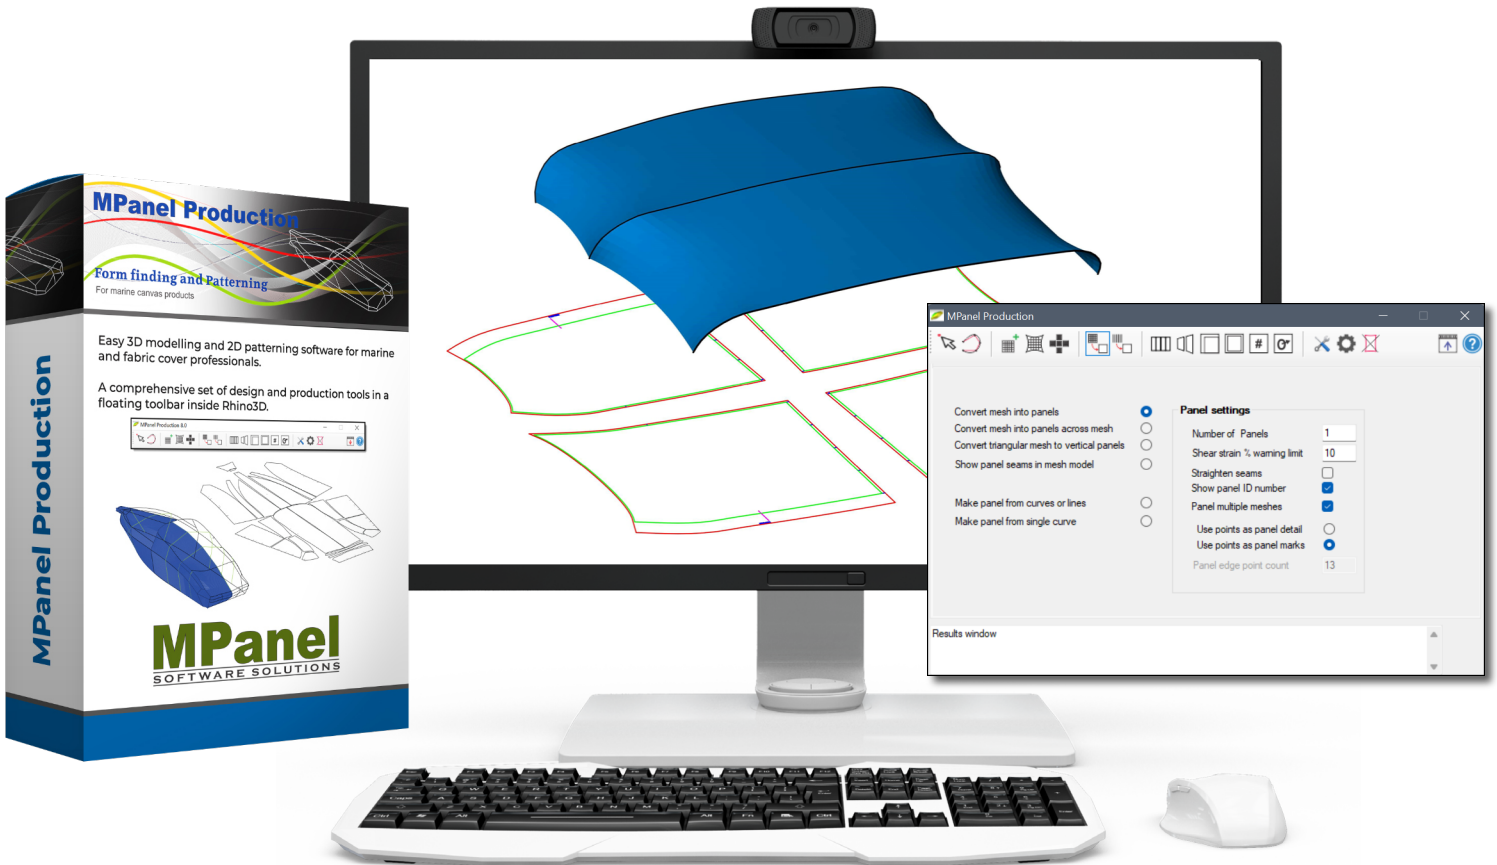 MPanel Production
Form finding and Patterning
For marine canvas products
MPanel Production
Easy 3D modelling and 2D patterning software for marine
and fabric cover professionals.
A comprehensive set of design and production tools in a
floating toolbar inside Rhino3D.
MPanel Production 8.0
MPanel
SOFTWARE SOLUTIONS
MPanel Production
Convert mesh into panels
Convert mesh into panels across mesh
Convert triangular mesh to vertical panels
Show panel seams in mesh model
Make panel from curves or lines
Make panel from single curve
Panel settings
Number of Panels 1
Shear strain % warning limit 10
Straighten seams
Show panel ID number
Panel multiple meshes
Use points as panel detail
Use points as panel marks
Panel edge point count 13
Results window